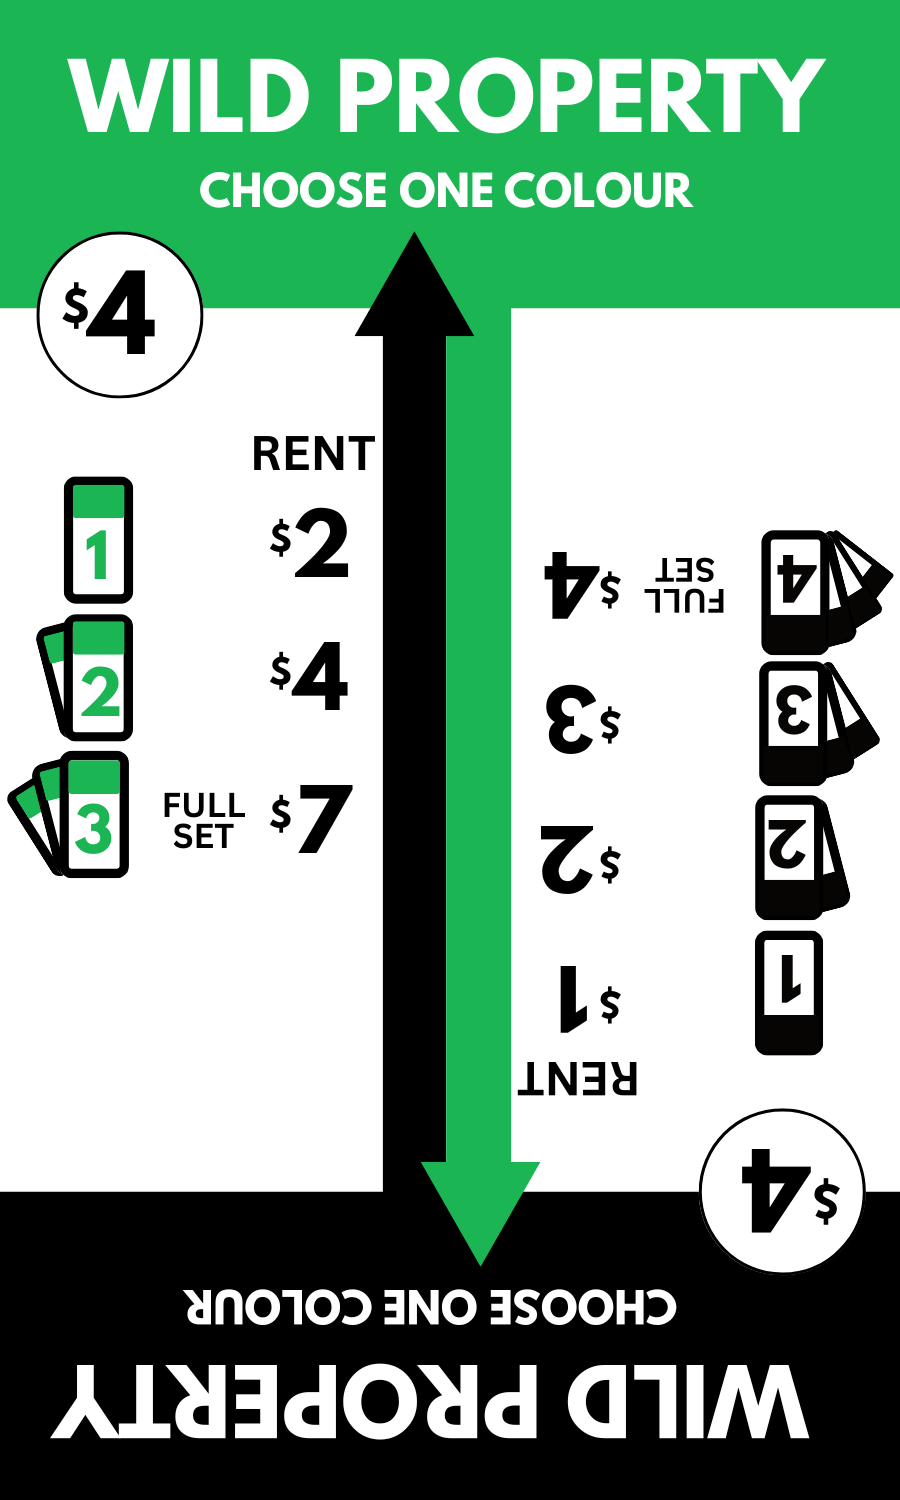 WILD PROPERTY
CHOOSE ONE COLOUR
$4
RENT
1 $2
2 $4
3 FULL SET $7
WILD PROPERTY
CHOOSE ONE COLOUR
$4
RENT
1 $1
2 $2
3 $3
4 FULL SET $4